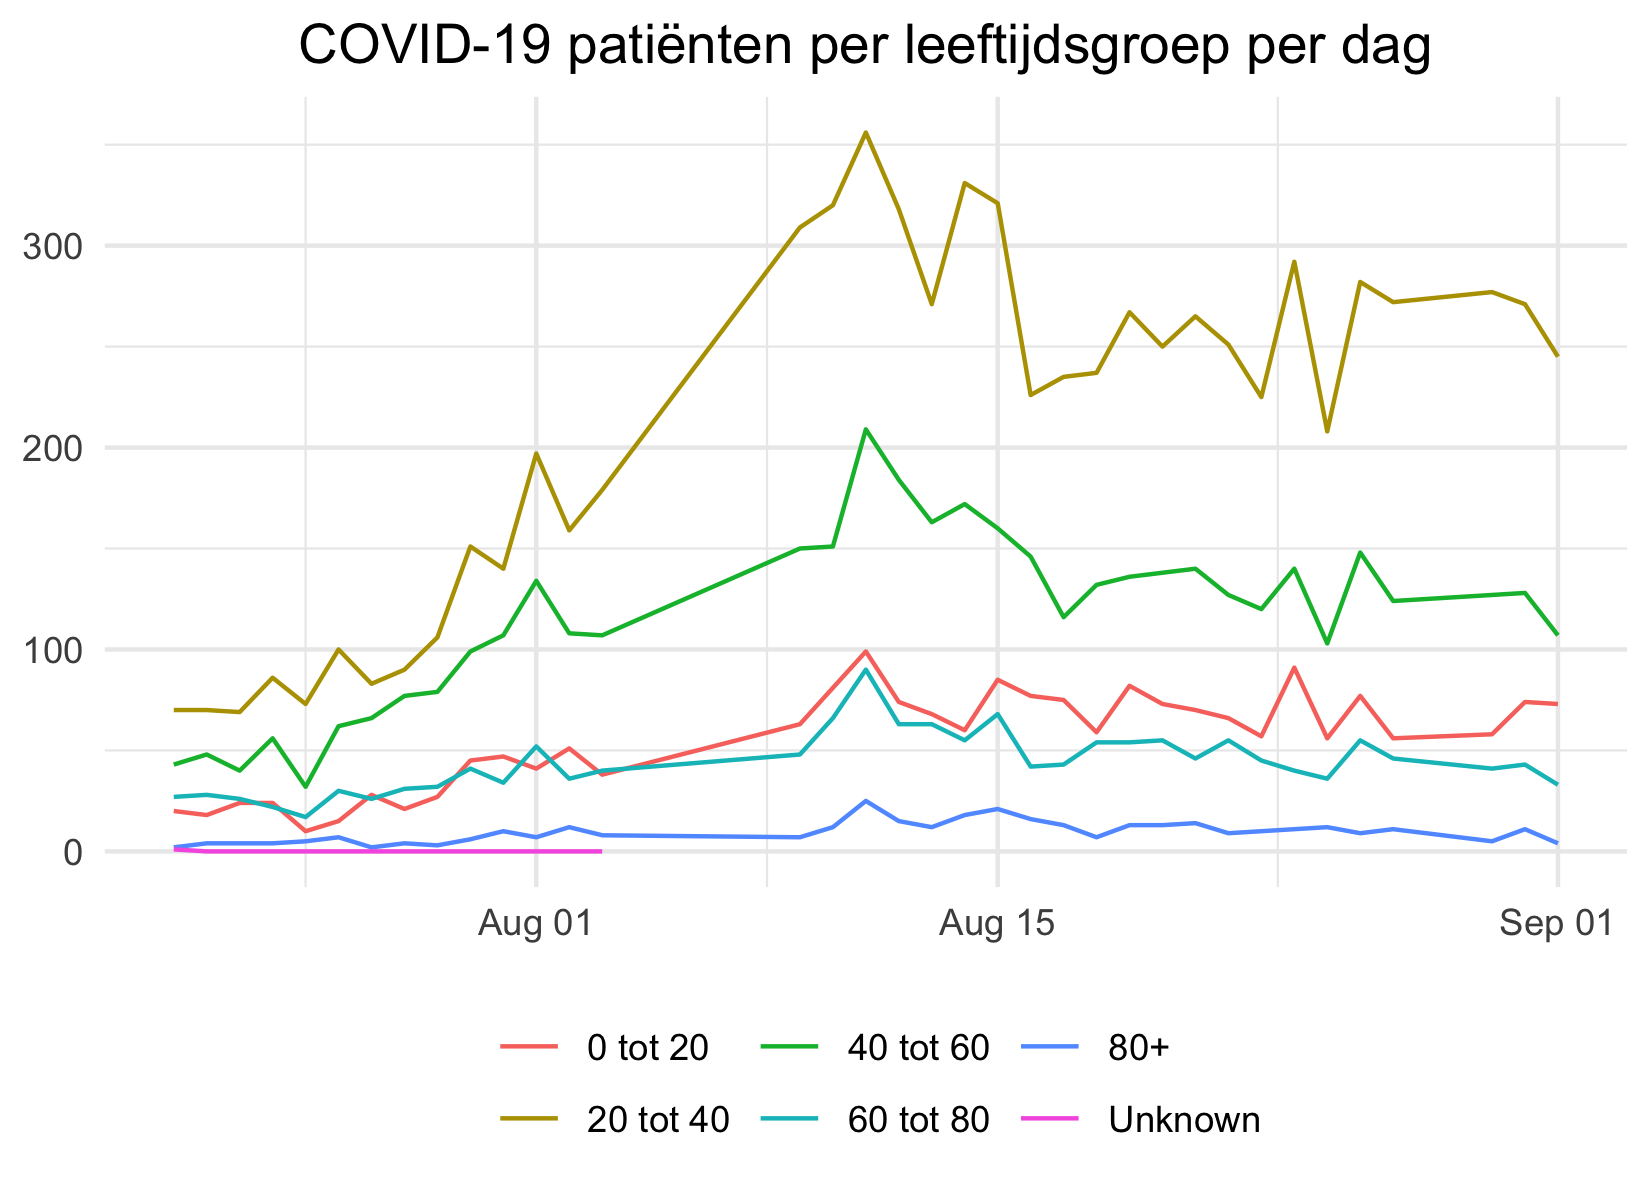 COVID-19 patiënten per leeftijdsgroep per dag
300
200
100
0
Aug 01 Aug 15 Sep 01
0 tot 20 40 tot 60 80+
20 tot 40 60 tot 80 Unknown